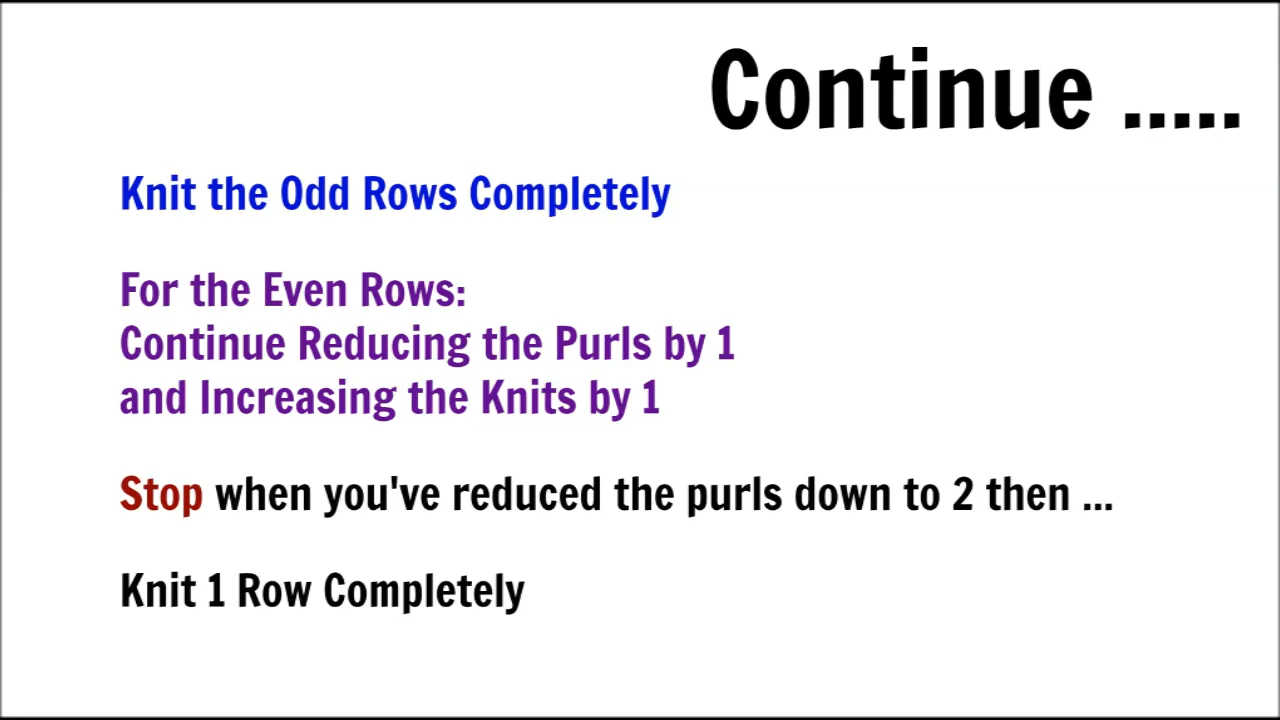 Continue .....
Knit the Odd Rows Completely
For the Even Rows:
Continue Reducing the Purls by 1
and Increasing the Knits by 1
Stop when you've reduced the purls down to 2 then ...
Knit 1 Row Completely